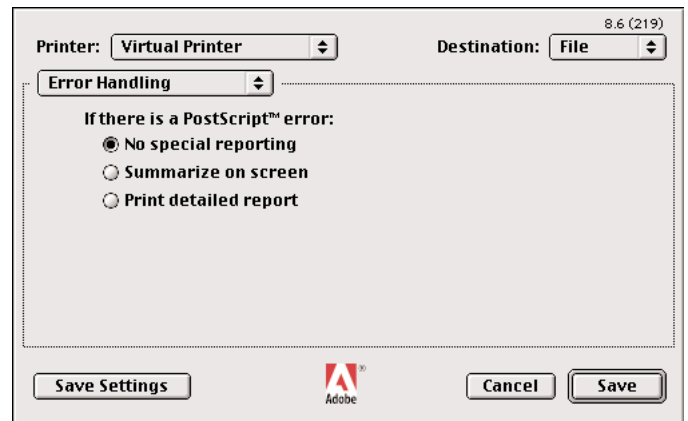 8.6 (219)
Printer: Virtual Printer Destination: File
Error Handling
If there is a PostScript™ error:
No special reporting
Summarize on screen
Print detailed report
Save Settings Adobe® Cancel Save